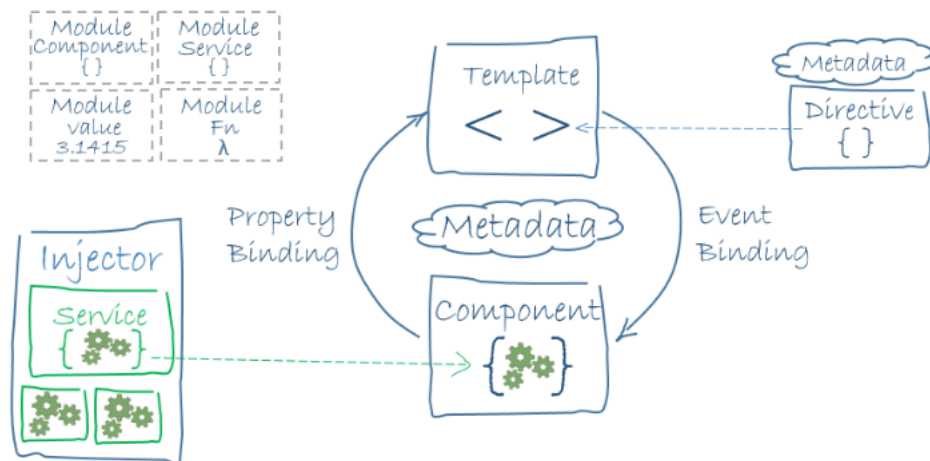 Module
Component
{ }
Module
Service
{ }
Module
value
3.1415
Module
Fn
λ
Template
< >
Metadata
Directive
{ }
Property
Binding
Metadata
Event
Binding
Injector
Service
{ }
Component
{ }